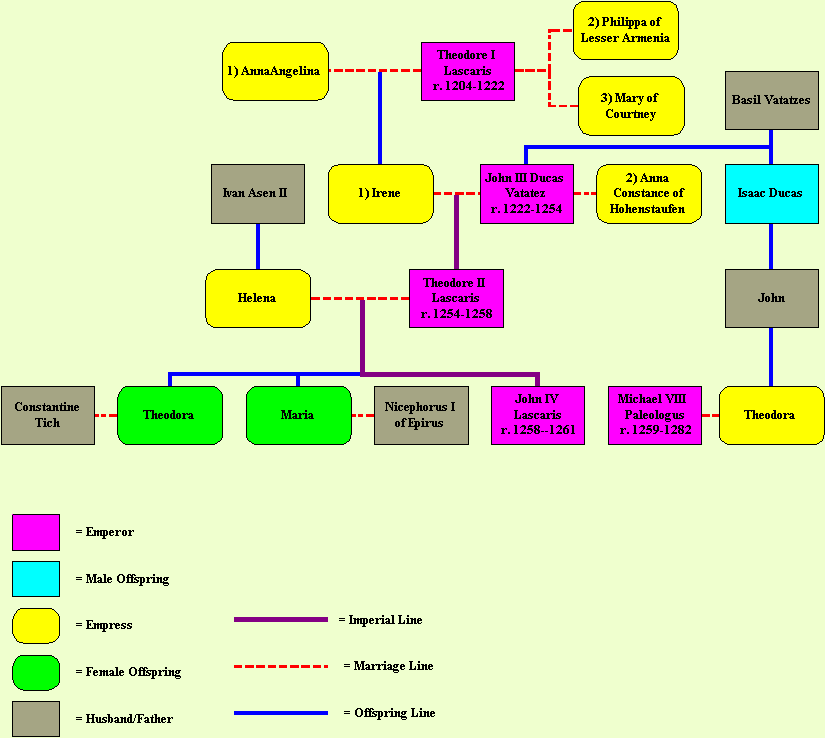 2) Philippa of
Lesser Armenia
1) AnnaAngelina
Theodore I
Lascaris
r. 1204-1222
3) Mary of
Courtney
Basil Vatatzes
Ivan Asen II
1) Irene
John III Ducas
Vatatez
r. 1222-1254
2) Anna
Constance of
Hohenstaufen
Isaac Ducas
Helena
Theodore II
Lascaris
r. 1254-1258
John
Constantine
Tich
Theodora
Maria
Nicephorus I
of Epirus
John IV
Lascaris
r. 1258--1261
Michael VIII
Paleologus
r. 1259-1282
Theodora
= Emperor
= Male Offspring
= Empress
= Female Offspring
= Husband/Father
= Imperial Line
= Marriage Line
= Offspring Line